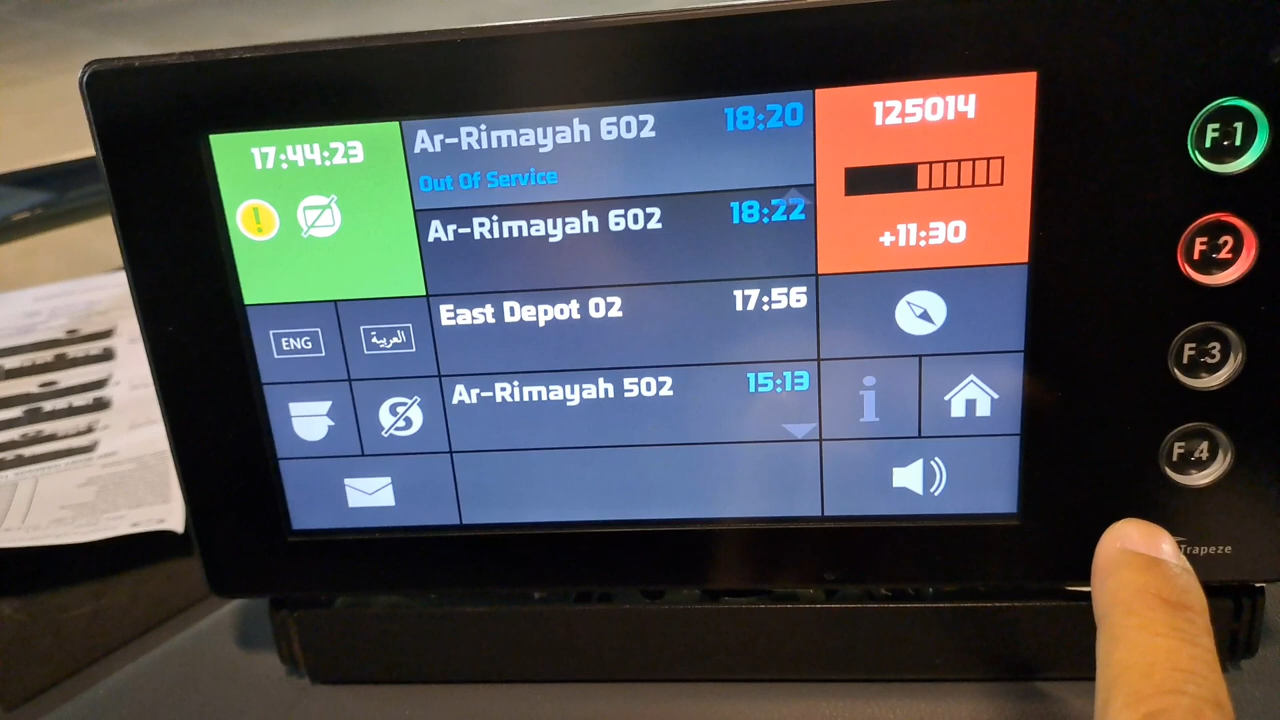 17:44:23
Ar-Rimayah 602 18:20
Out Of Service
Ar-Rimayah 602 18:22
East Depot 02 17:56
Ar-Rimayah 502 15:13
125014
+11:30
ENG
العربية
i
F1
F2
F3
F4
Trapeze